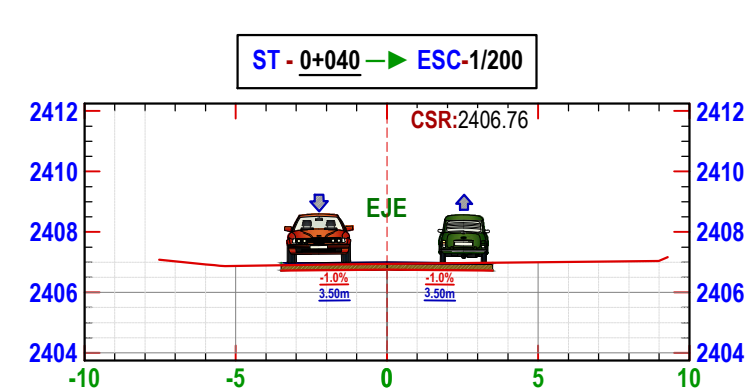 ST - 0+040 ESC-1/200
2412 CSR:2406.76 2412
2410 2410
EJE
2408 2408
-1.0% -1.0%
3.50m 3.50m
2406 2406
2404 2404
-10 -5 0 5 10